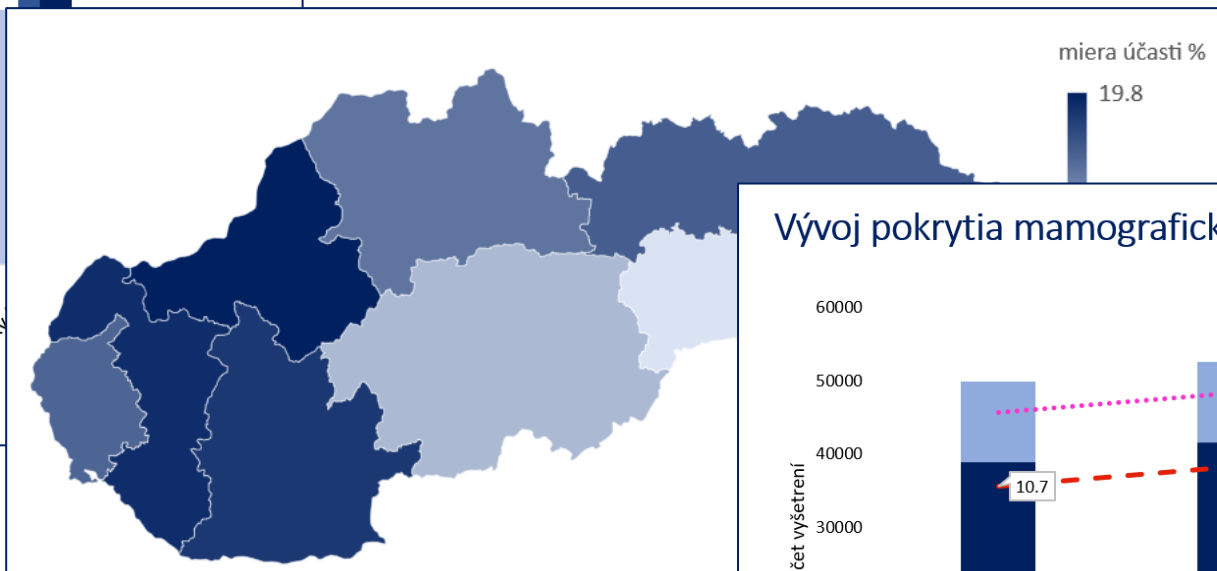 miera účasti %
19.8
Vývoj pokrytia mamografick
60000
50000
40000
10.7
30000
čet vyšetrení